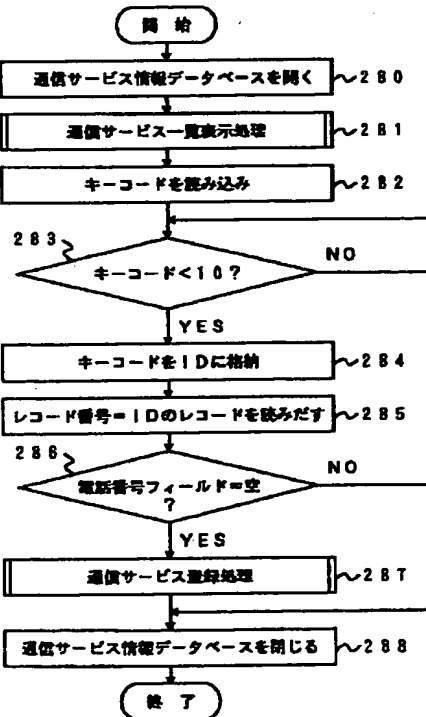 開 始
通信サービス情報データベースを開く
280
通信サービス一覧表示処理
281
キーコードを読み込み
282
283
キーコード<10?
NO
YES
キーコードをIDに格納
284
レコード番号=IDのレコードを読みだす
285
286
電話番号フィールド=空
?
NO
YES
通信サービス登録処理
287
通信サービス情報データベースを閉じる
288
終 了